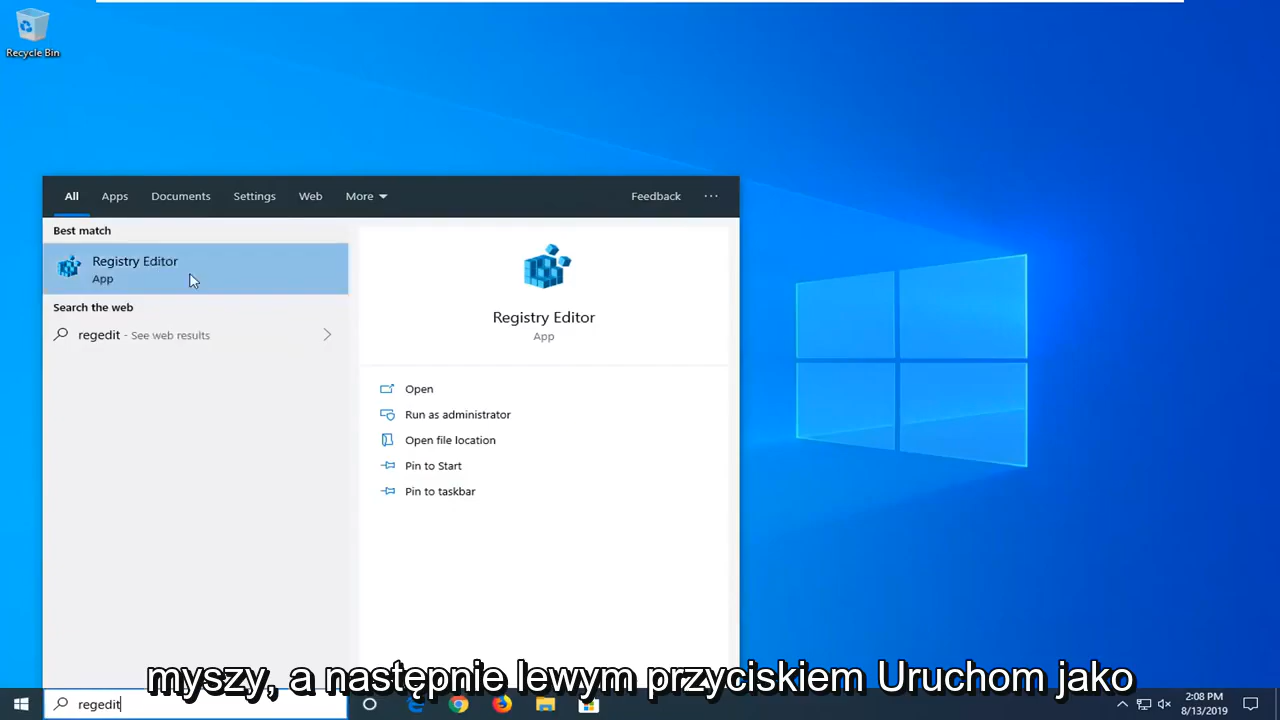 Recycle Bin
All Apps Documents Settings Web More Feedback ...
Best match
Registry Editor
App
Search the web
regedit - See web results
Registry Editor
App
Open
Run as administrator
Open file location
Pin to Start
Pin to taskbar
myszy, a następnie lewym przyciskiem Uruchom jako
regedit
2:08 PM
8/13/2019